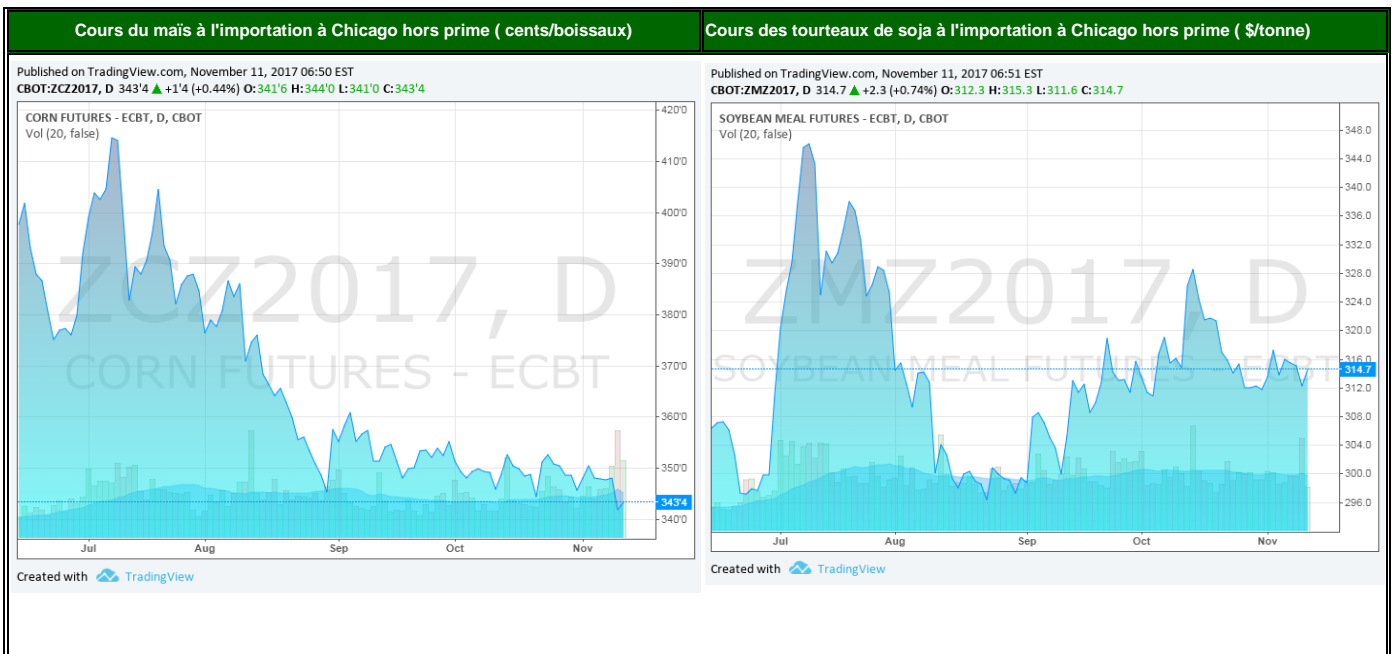 Cours du maïs à l'importation à Chicago hors prime ( cents/boissaux)
Published on TradingView.com, November 11, 2017 06:50 EST
CBOT:ZCZ2017, D 343'4 ▲ +1'4 (+0.44%) O:341'6 H:344'0 L:341'0 C:343'4
CORN FUTURES - ECBT, D, CBOT
Vol (20, false)
ZCZ2017, D
CORN FUTURES - ECBT
420'0
410'0
400'0
390'0
380'0
370'0
360'0
350'0
343'4
340'0
Jul Aug Sep Oct Nov
Created with TradingView
Cours des tourteaux de soja à l'importation à Chicago hors prime ( $/tonne)
Published on TradingView.com, November 11, 2017 06:51 EST
CBOT:ZMZ2017, D 314.7 ▲ +2.3 (+0.74%) O:312.3 H:315.3 L:311.6 C:314.7
SOYBEAN MEAL FUTURES - ECBT, D, CBOT
Vol (20, false)
ZMZ2017, D
SOYBEAN MEAL FUTURES - ECBT
348.0
344.0
340.0
336.0
332.0
328.0
324.0
320.0
316.0
314.7
312.0
308.0
304.0
300.0
296.0
Jul Aug Sep Oct Nov
Created with TradingView